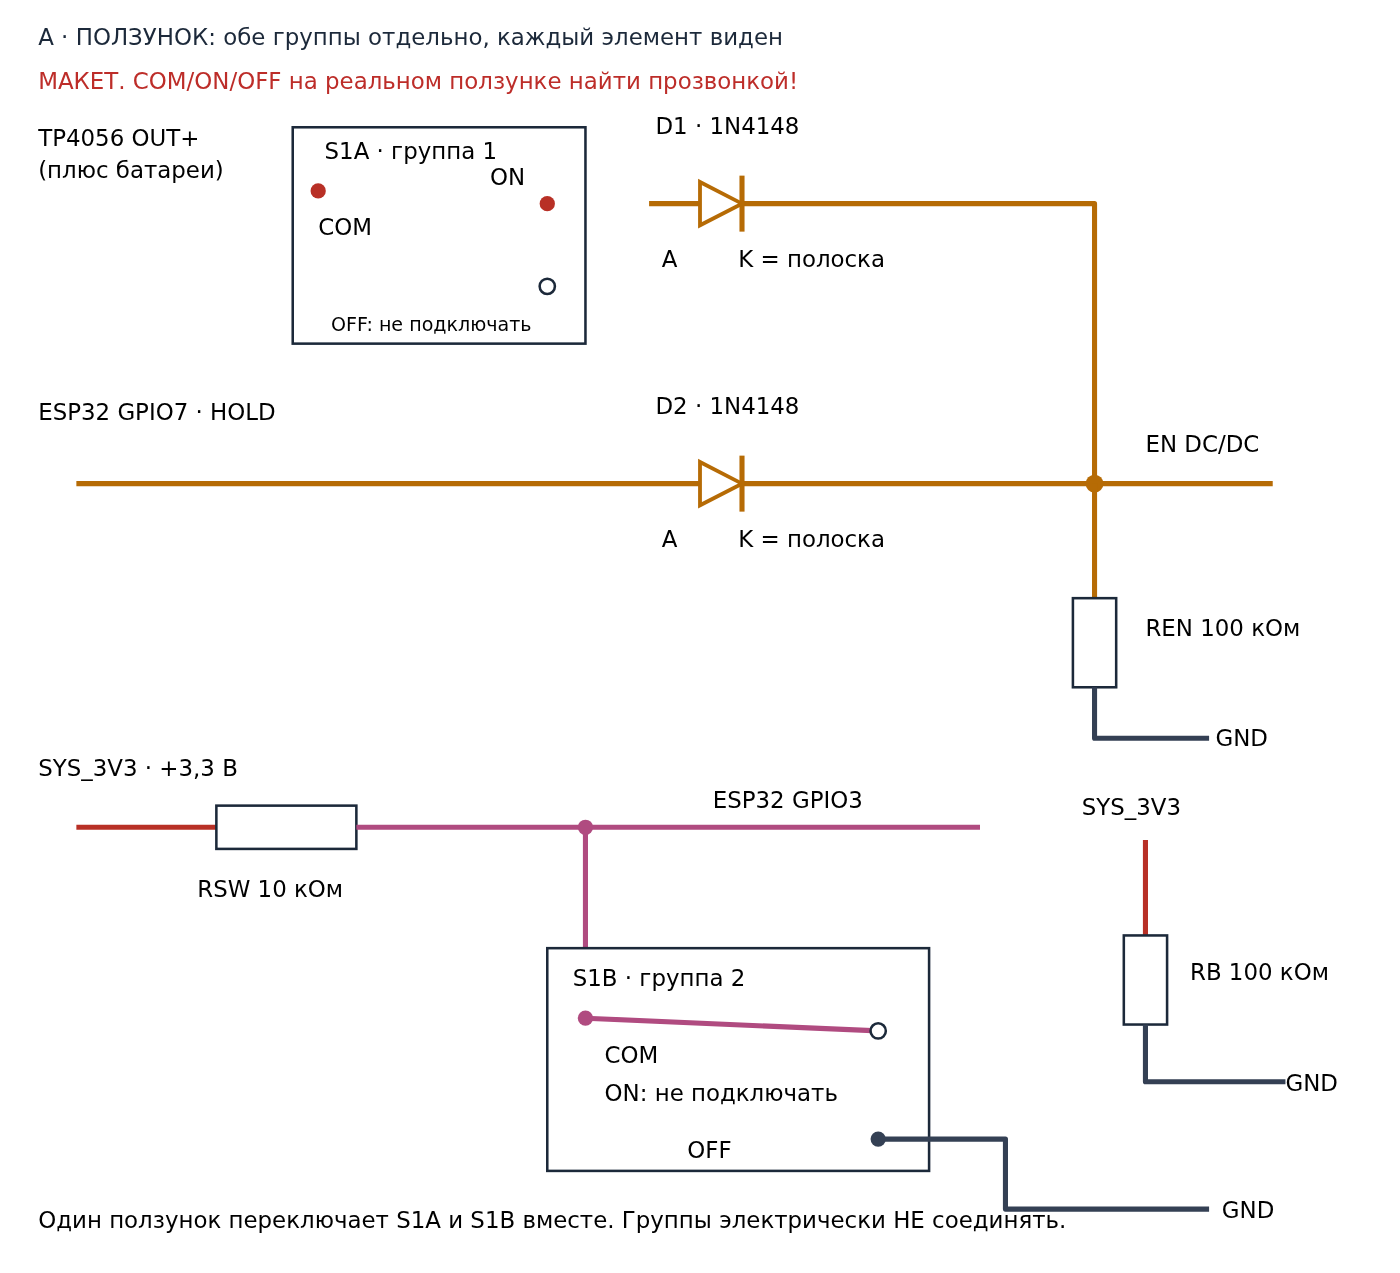 А · ПОЛЗУНОК: обе группы отдельно, каждый элемент виден
МАКЕТ. COM/ON/OFF на реальном ползунке найти прозвонкой!
TP4056 OUT+
(плюс батареи)
S1A · группа 1
ON
COM
OFF: не подключать
D1 · 1N4148
A
K = полоска
ESP32 GPIO7 · HOLD
D2 · 1N4148
A
K = полоска
EN DC/DC
REN 100 кОм
GND
SYS_3V3 · +3,3 В
RSW 10 кОм
ESP32 GPIO3
SYS_3V3
RB 100 кОм
GND
S1B · группа 2
COM
ON: не подключать
OFF
GND
Один ползунок переключает S1A и S1B вместе. Группы электрически НЕ соединять.